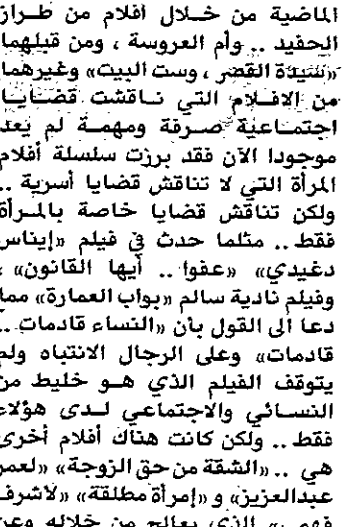 الماضية من خلال أفلام من طراز
الحفيد .. وأم العروسة ، ومن قبلهما
«سيدة القصر ، وست البيت» وغيرهما
من الافلام التي ناقشت قضايا
اجتماعية صرفة ومهمة لم يعد
موجودا الآن فقد برزت سلسلة أفلام
المرأة التي لا تناقش قضايا أسرية ..
ولكن تناقش قضايا خاصة بالمرأة
فقط .. مثلما حدث في فيلم «إيناس
دغيدي» «عفوا .. أيها القانون» ،
وفيلم نادية سالم «بواب العمارة» مما
دعا ألى القول بأن «النساء قادمات ..
قادمات» وعلى الرجال الانتباه ولم
يتوقف الفيلم الذي هو خليط من
النسائي والاجتماعي لدى هؤلاء
فقط .. ولكن كانت هناك أفلام أخرى
هي .. «الشقة من حق الزوجة» «لعمر
عبدالعزيز» و «إمرأة مطلقة» «لاشرف
فهمي» الذي يعالج من خلاله وعن